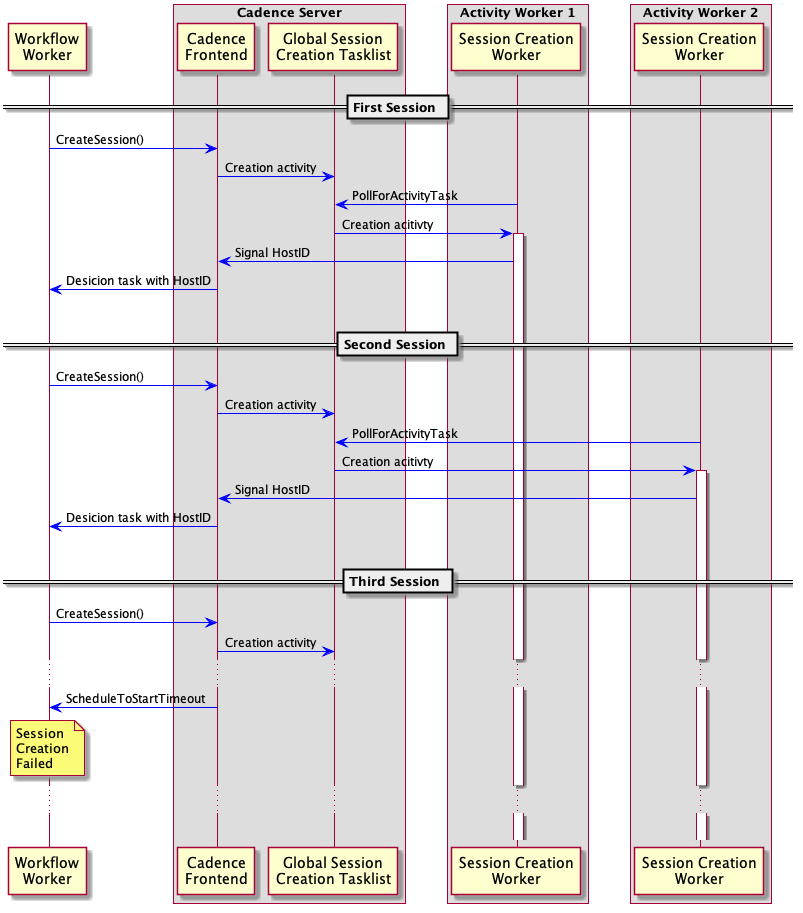 Cadence Server
Activity Worker 1
Activity Worker 2
Workflow
Worker
Cadence
Frontend
Global Session
Creation Tasklist
Session Creation
Worker
Session Creation
Worker
First Session
CreateSession()
Creation activity
PollForActivityTask
Creation acitivty
Signal HostID
Desicion task with HostID
Second Session
CreateSession()
Creation activity
PollForActivityTask
Creation acitivty
Signal HostID
Desicion task with HostID
Third Session
CreateSession()
Creation activity
ScheduleToStartTimeout
Session
Creation
Failed
Workflow
Worker
Cadence
Frontend
Global Session
Creation Tasklist
Session Creation
Worker
Session Creation
Worker